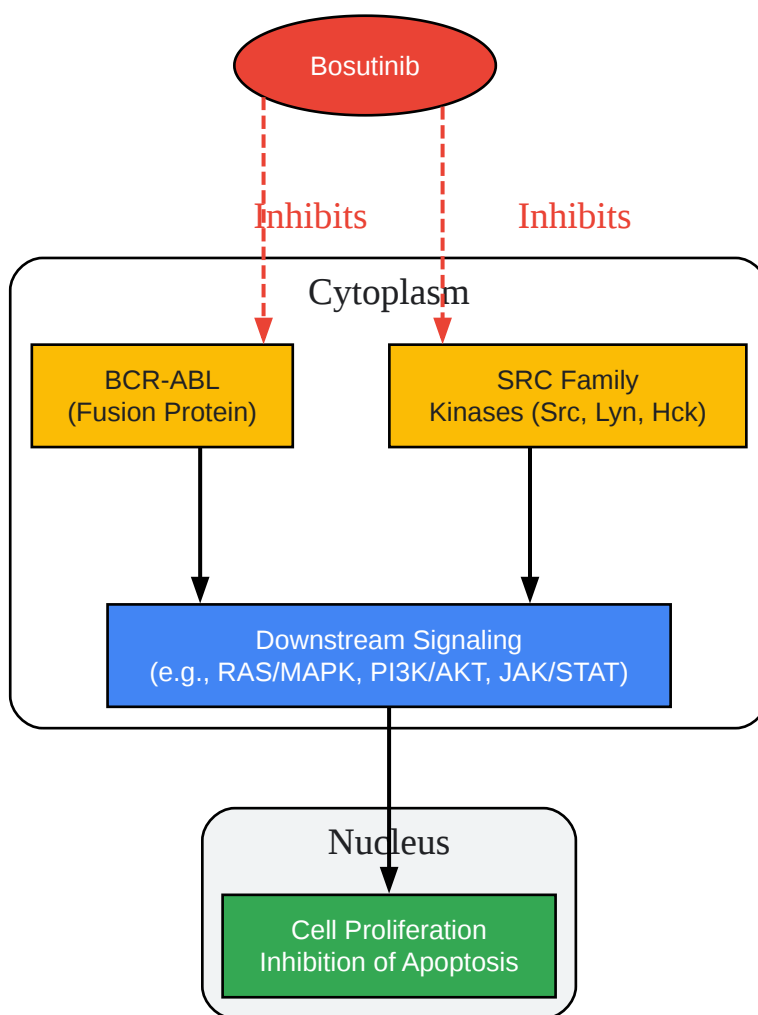 Bosutinib
Inhibits
Inhibits
Cytoplasm
BCR-ABL
(Fusion Protein)
SRC Family
Kinases (Src, Lyn, Hck)
Downstream Signaling
(e.g., RAS/MAPK, PI3K/AKT, JAK/STAT)
Nucleus
Cell Proliferation
Inhibition of Apoptosis